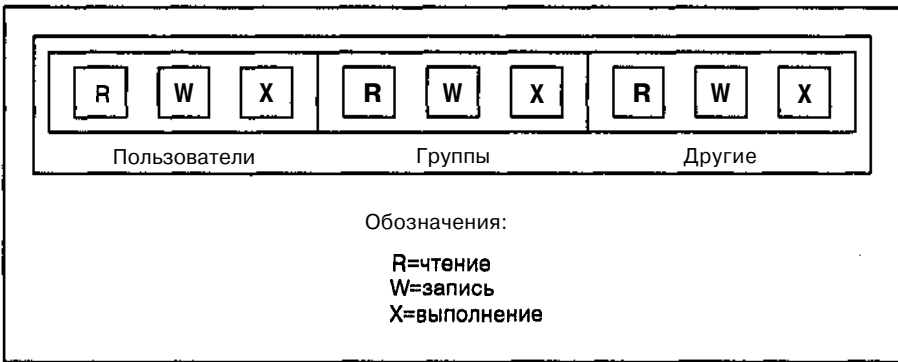 R W X R W X R W X
Пользователи Группы Другие
Обозначения:
R=чтение
W=запись
X=выполнение